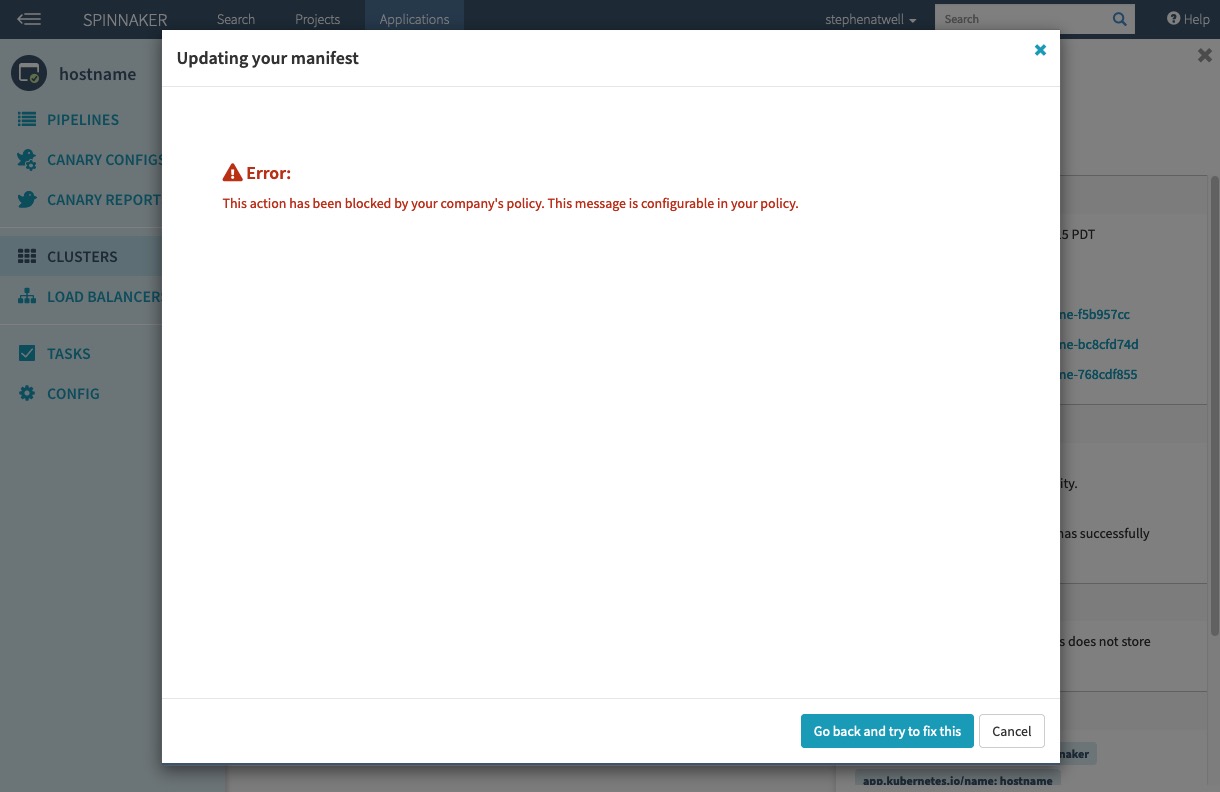 SPINNAKER Search Projects Applications stephenatwell Search Help
Updating your manifest
hostname
PIPELINES
CANARY CONFIGS
CANARY REPORT
CLUSTERS
LOAD BALANCER
TASKS
CONFIG
Error:
This action has been blocked by your company's policy. This message is configurable in your policy.
5 PDT
ne-f5b957cc
ne-bc8cfd74d
ne-768cdf855
ity.
has successfully
s does not store
naker
app.kubernetes.io/name: hostname
Go back and try to fix this Cancel